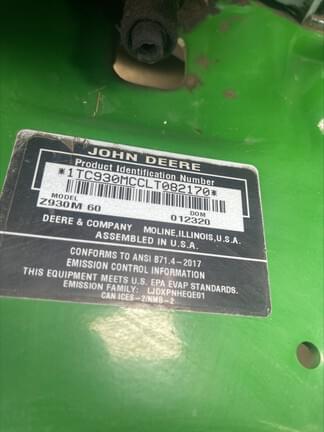 JOHN DEERE
Product Identification Number
*1TC930MCCLT082170*
MODEL DOM
Z930M 60 012320
DEERE & COMPANY MOLINE, ILLINOIS, U.S.A.
ASSEMBLED IN U.S.A.
CONFORMS TO ANSI B71.4-2017
EMISSION CONTROL INFORMATION
THIS EQUIPMENT MEETS U.S. EPA EVAP STANDARDS.
EMISSION FAMILY: LJDXPNHEQE01
CAN ICES-2/NMB-2